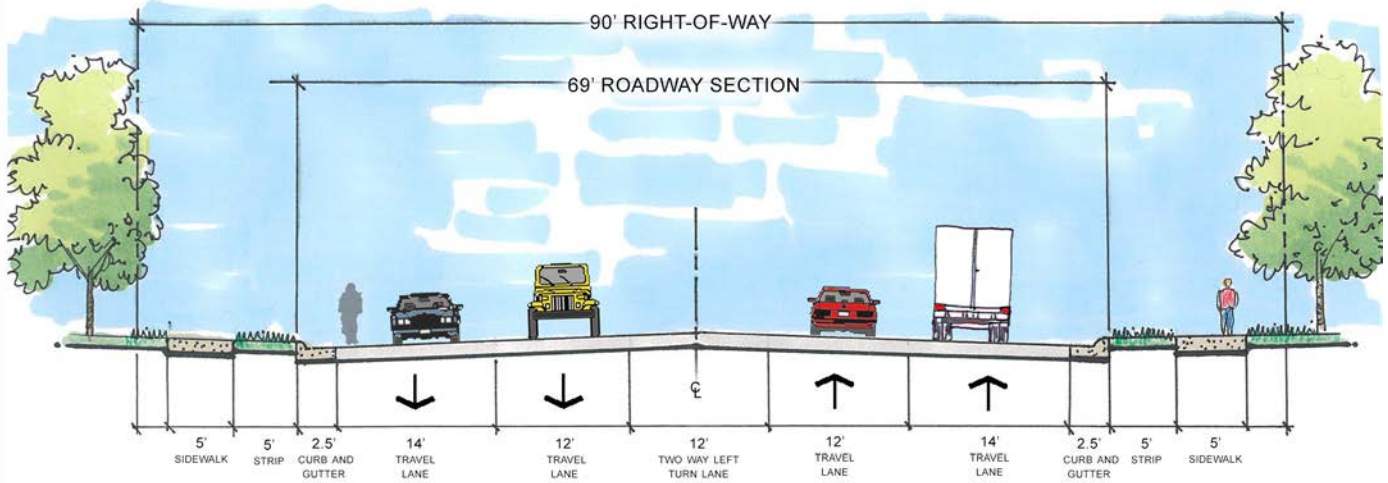 90' RIGHT-OF-WAY
69' ROADWAY SECTION
℄
5' 5' 2.5' 14' 12' 12' 12' 14' 2.5' 5' 5'
SIDEWALK STRIP CURB AND GUTTER TRAVEL LANE TRAVEL LANE TWO WAY LEFT TURN LANE TRAVEL LANE TRAVEL LANE CURB AND GUTTER STRIP SIDEWALK